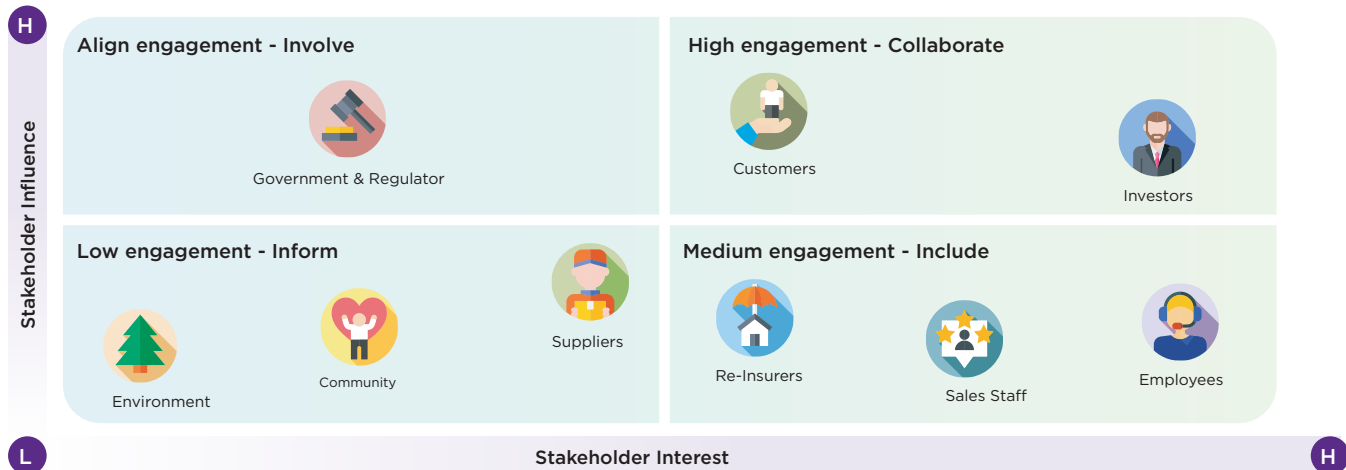 H
Stakeholder Influence
Align engagement - Involve
Government & Regulator
High engagement - Collaborate
Customers
Investors
Low engagement - Inform
Environment
Community
Suppliers
Medium engagement - Include
Re-Insurers
Sales Staff
Employees
L
Stakeholder Interest
H